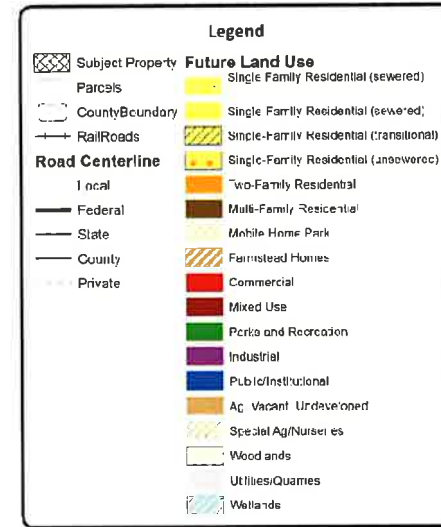 Legend
Subject Property
Parcels
CountyBoundary
RailRoads
Road Centerline
Local
Federal
State
County
Private
Future Land Use
Single Family Residential (sewered)
Single Family Residential (sewered)
Single-Family Residential (transitional)
Single-Family Residential (unsewered)
Two-Family Residential
Multi-Family Residential
Mobile Home Park
Farmstead Homes
Commercial
Mixed Use
Parks and Recreation
Industrial
Public/Institutional
Ag Vacant Undeveloped
Special Ag/Nurseries
Woodlands
Utilities/Quarries
Wetlands